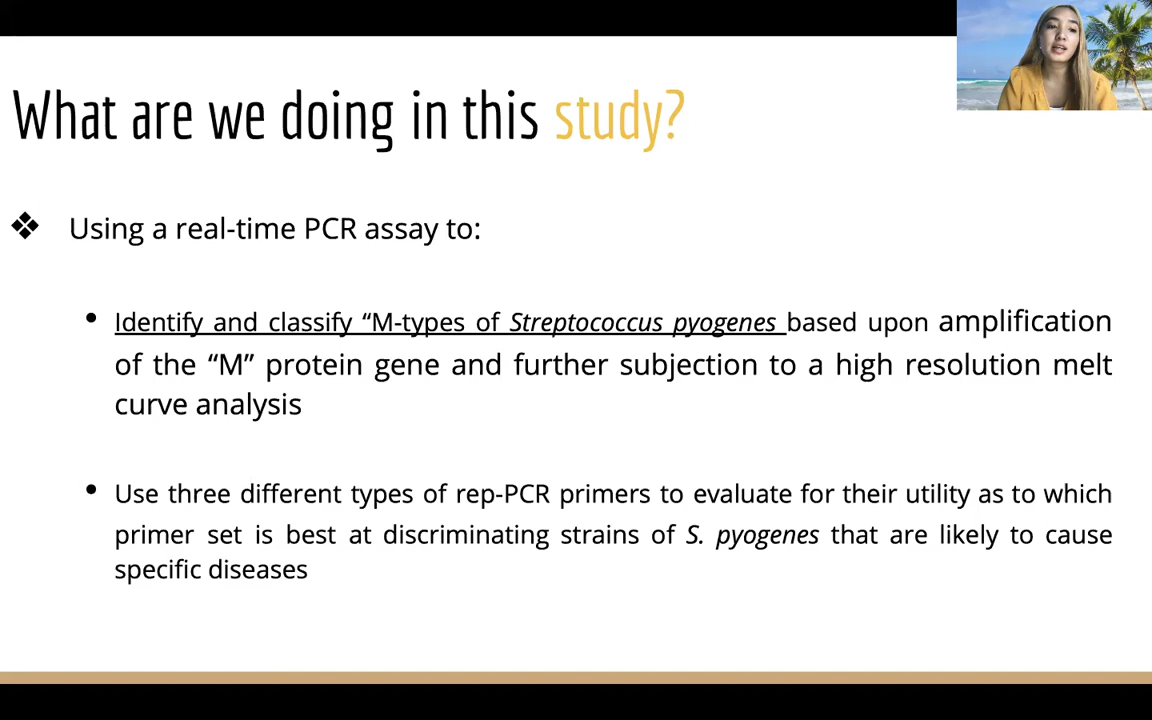 What are we doing in this study?
❖ Using a real-time PCR assay to:
• Identify and classify “M-types of Streptococcus pyogenes based upon amplification
of the “M” protein gene and further subjection to a high resolution melt
curve analysis
• Use three different types of rep-PCR primers to evaluate for their utility as to which
primer set is best at discriminating strains of S. pyogenes that are likely to cause
specific diseases